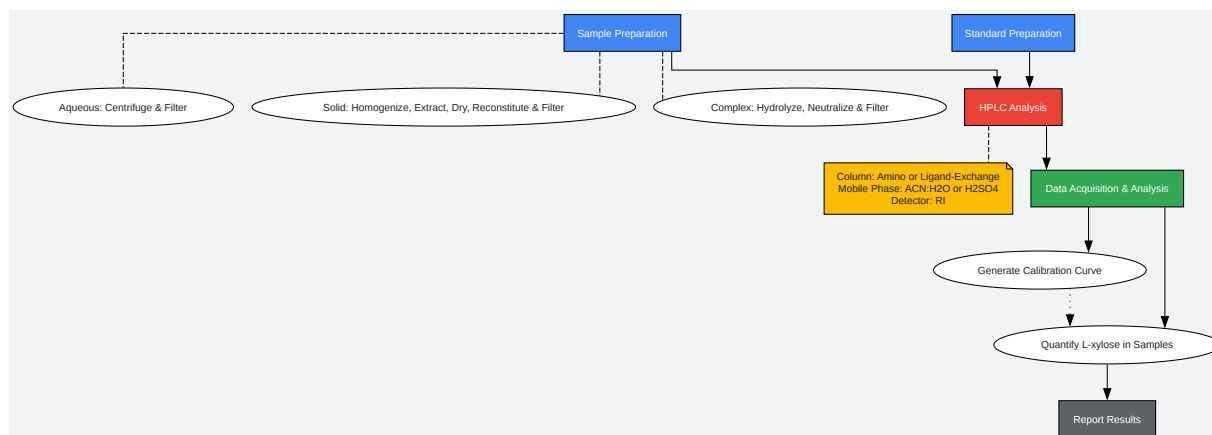 Sample Preparation
Standard Preparation
Aqueous: Centrifuge & Filter
Solid: Homogenize, Extract, Dry, Reconstitute & Filter
Complex: Hydrolyze, Neutralize & Filter
HPLC Analysis
Column: Amino or Ligand-Exchange
Mobile Phase: ACN:H2O or H2SO4
Detector: RI
Data Acquisition & Analysis
Generate Calibration Curve
Quantify L-xylose in Samples
Report Results